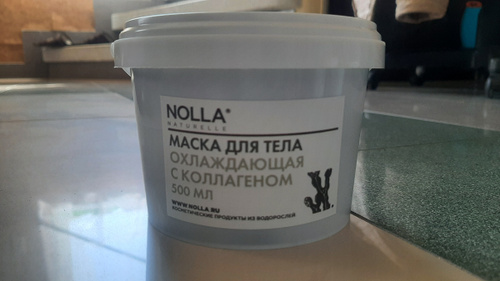 NOLLA®
NATURELLE
МАСКА ДЛЯ ТЕЛА
ОХЛАЖДАЮЩАЯ
С КОЛЛАГЕНОМ
500 МЛ
WWW.NOLLA.RU
КОСМЕТИЧЕСКИЕ ПРОДУКТЫ ИЗ ВОДОРОСЛЕЙ